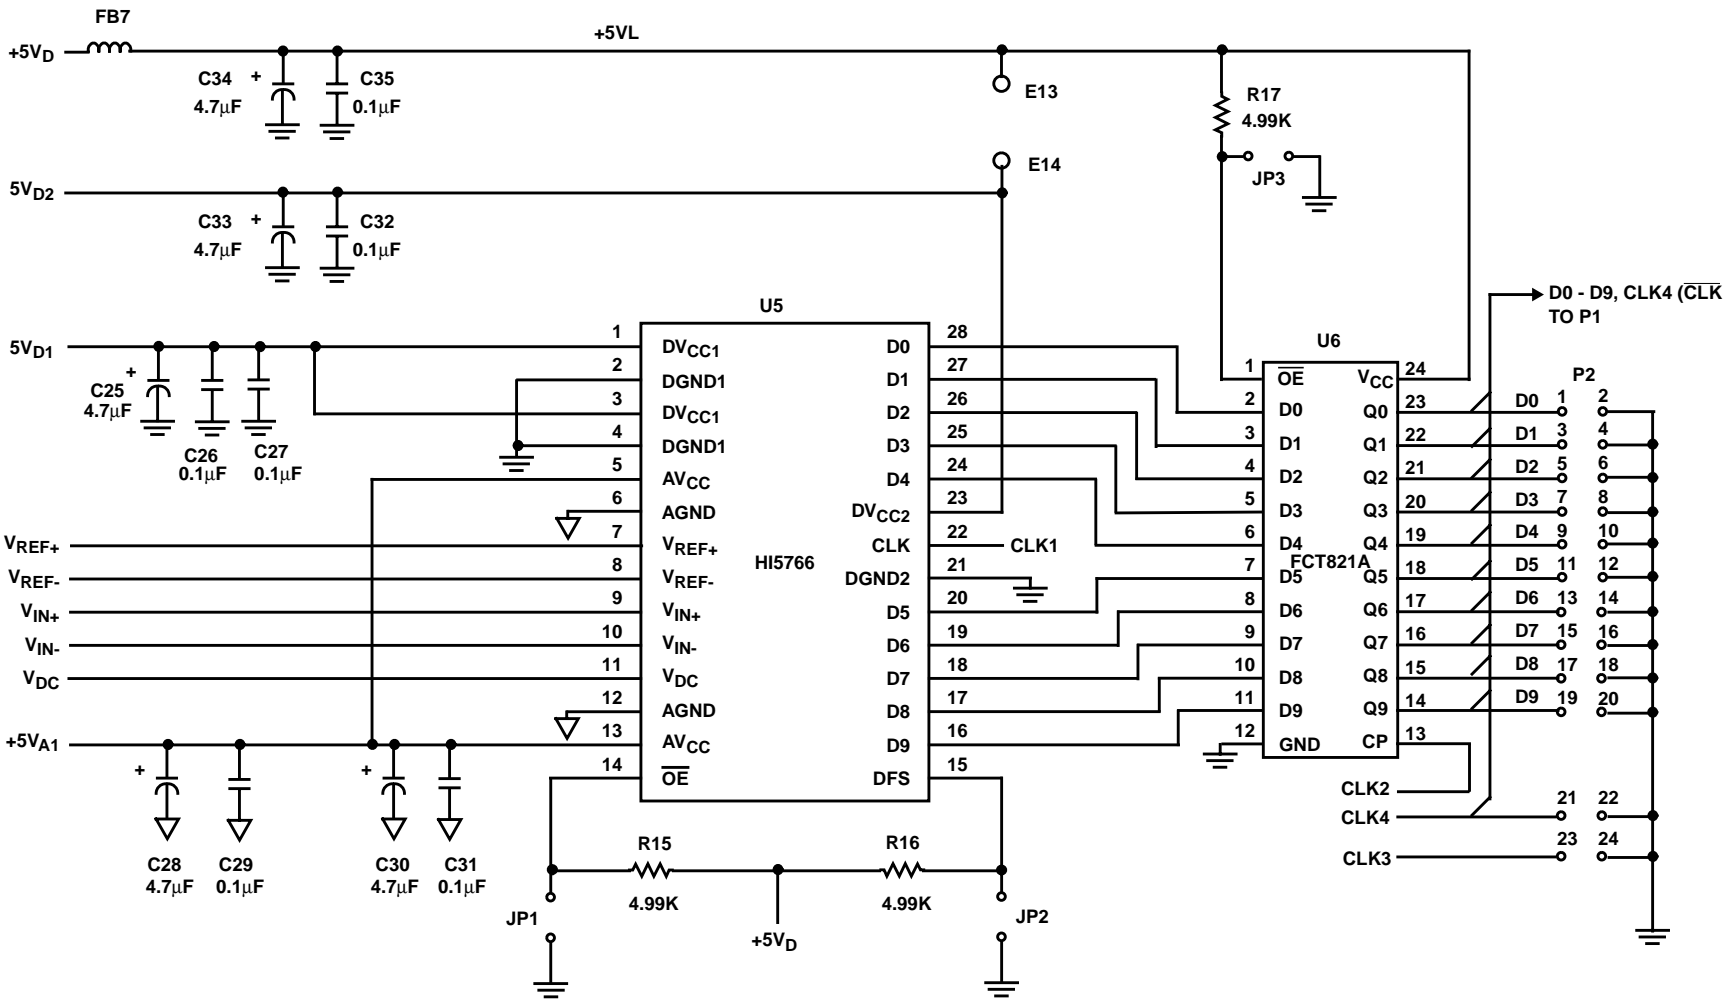 FB7
+5VD
+5VL
C34
+
4.7μF
C35
0.1μF
E13
R17
4.99K
E14
JP3
5VD2
C33
+
4.7μF
C32
0.1μF
D0 - D9, CLK4 (CLK
TO P1
U5
U6
5VD1
+
C25
4.7μF
C26
0.1μF
C27
0.1μF
1 DVCC1 D0 28
2 DGND1 D1 27
3 DVCC1 D2 26
4 DGND1 D3 25
5 AVCC D4 24
6 AGND DVCC2 23
VREF+ 7 VREF+ CLK 22 CLK1
VREF- 8 VREF- DGND2 21
HI5766
VIN+ 9 VIN+ D5 20
VIN- 10 VIN- D6 19
VDC 11 VDC D7 18
12 AGND D8 17
+5VA1 13 AVCC D9 16
14 OE DFS 15
P2
1 OE VCC 24
2 D0 Q0 23 D0 1 2
3 D1 Q1 22 D1 3 4
4 D2 Q2 21 D2 5 6
5 D3 Q3 20 D3 7 8
6 D4 Q4 19 D4 9 10
FCT821A
7 D5 Q5 18 D5 11 12
8 D6 Q6 17 D6 13 14
9 D7 Q7 16 D7 15 16
10 D8 Q8 15 D8 17 18
11 D9 Q9 14 D9 19 20
12 GND CP 13
CLK2
CLK4 21 22
CLK3 23 24
+
C28
4.7μF
C29
0.1μF
+
C30
4.7μF
C31
0.1μF
R15
4.99K
R16
4.99K
JP1
+5VD
JP2